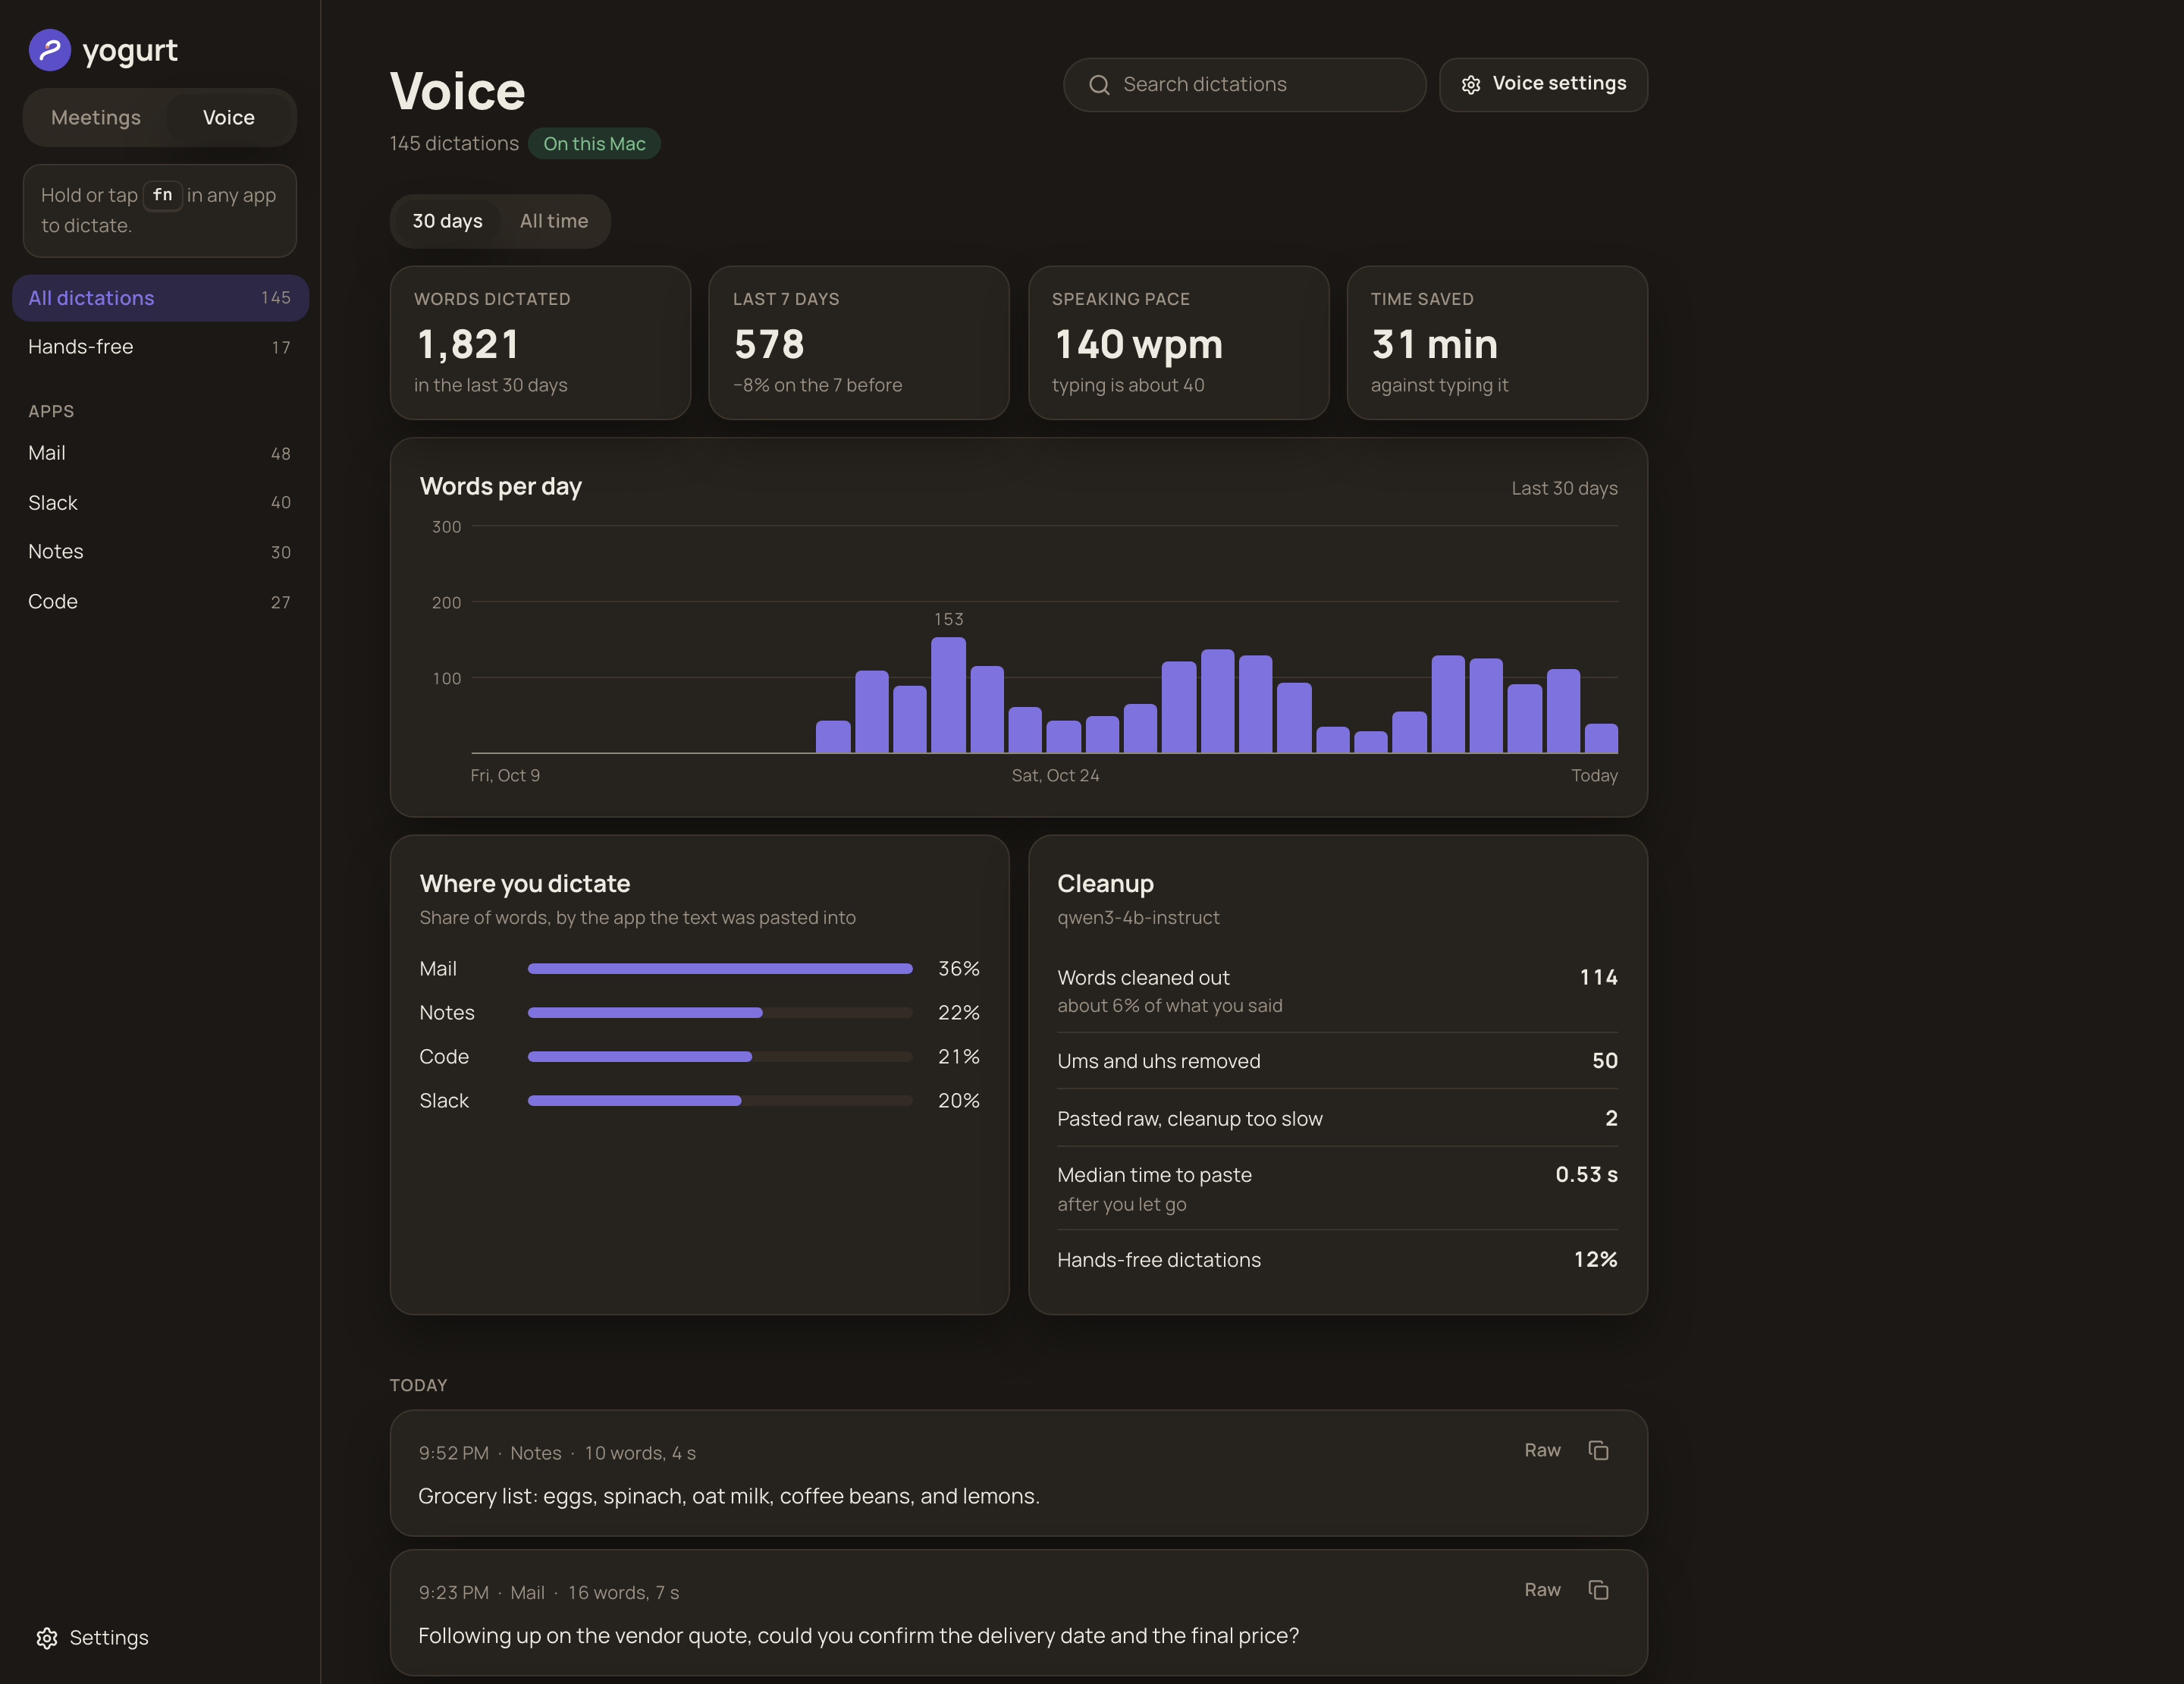 yogurt
Meetings
Voice
Hold or tap fn in any app
to dictate.
All dictations 145
Hands-free 17
APPS
Mail 48
Slack 40
Notes 30
Code 27
Settings
Voice
145 dictations On this Mac
Search dictations
Voice settings
30 days
All time
WORDS DICTATED
1,821
in the last 30 days
LAST 7 DAYS
578
−8% on the 7 before
SPEAKING PACE
140 wpm
typing is about 40
TIME SAVED
31 min
against typing it
Words per day
Last 30 days
300
200
153
100
Fri, Oct 9
Sat, Oct 24
Today
Where you dictate
Share of words, by the app the text was pasted into
Mail 36%
Notes 22%
Code 21%
Slack 20%
Cleanup
qwen3-4b-instruct
Words cleaned out 114
about 6% of what you said
Ums and uhs removed 50
Pasted raw, cleanup too slow 2
Median time to paste 0.53 s
after you let go
Hands-free dictations 12%
TODAY
9:52 PM · Notes · 10 words, 4 s
Raw
Grocery list: eggs, spinach, oat milk, coffee beans, and lemons.
9:23 PM · Mail · 16 words, 7 s
Raw
Following up on the vendor quote, could you confirm the delivery date and the final price?